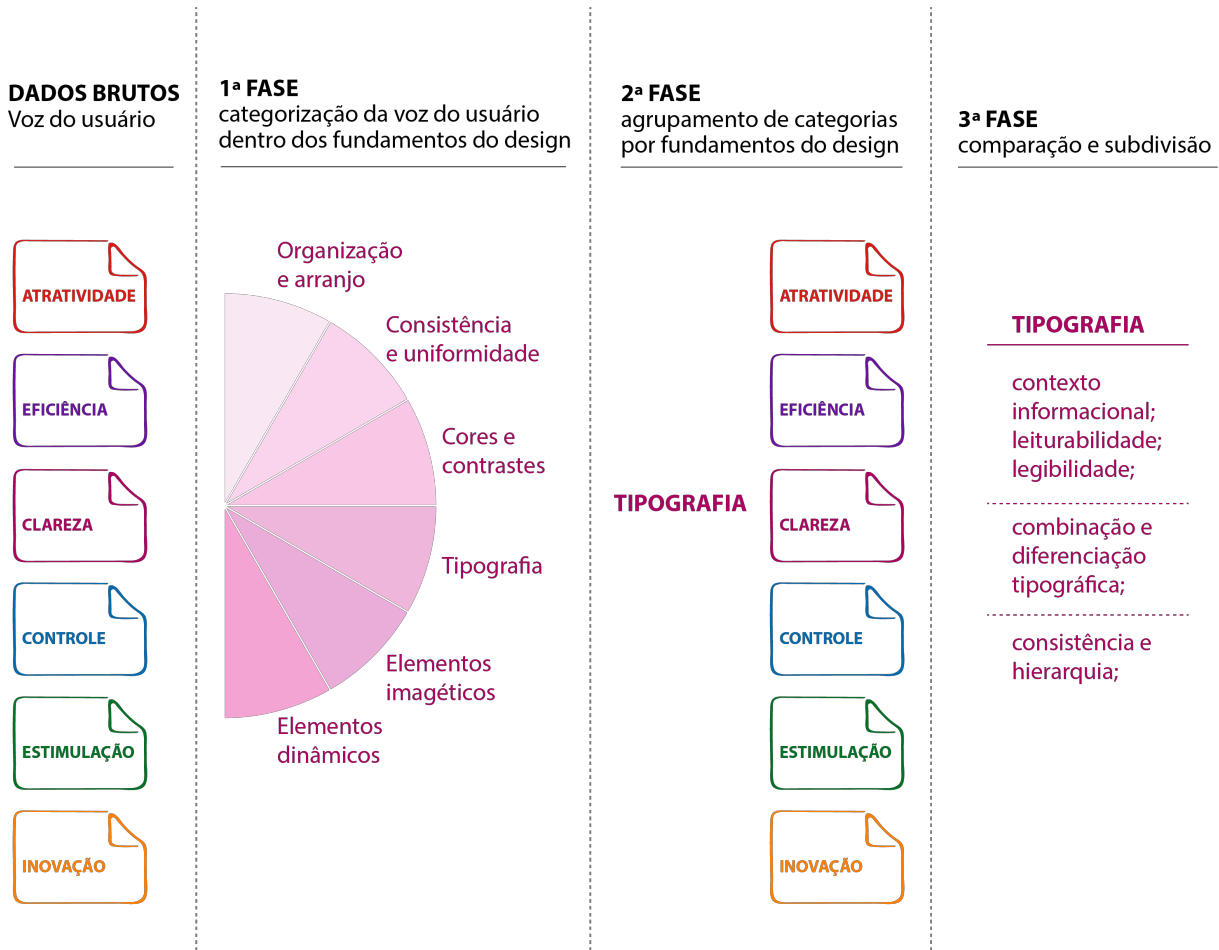 DADOS BRUTOS
Voz do usuário
ATRATIVIDADE
EFICIÊNCIA
CLAREZA
CONTROLE
ESTIMULAÇÃO
INOVAÇÃO
1ª FASE
categorização da voz do usuário
dentro dos fundamentos do design
Organização
e arranjo
Consistência
e uniformidade
Cores e
contrastes
Tipografia
Elementos
imagéticos
Elementos
dinâmicos
2ª FASE
agrupamento de categorias
por fundamentos do design
TIPOGRAFIA
ATRATIVIDADE
EFICIÊNCIA
CLAREZA
CONTROLE
ESTIMULAÇÃO
INOVAÇÃO
3ª FASE
comparação e subdivisão
TIPOGRAFIA
contexto
informacional;
leiturabilidade;
legibilidade;
combinação e
diferenciação
tipográfica;
consistência e
hierarquia;